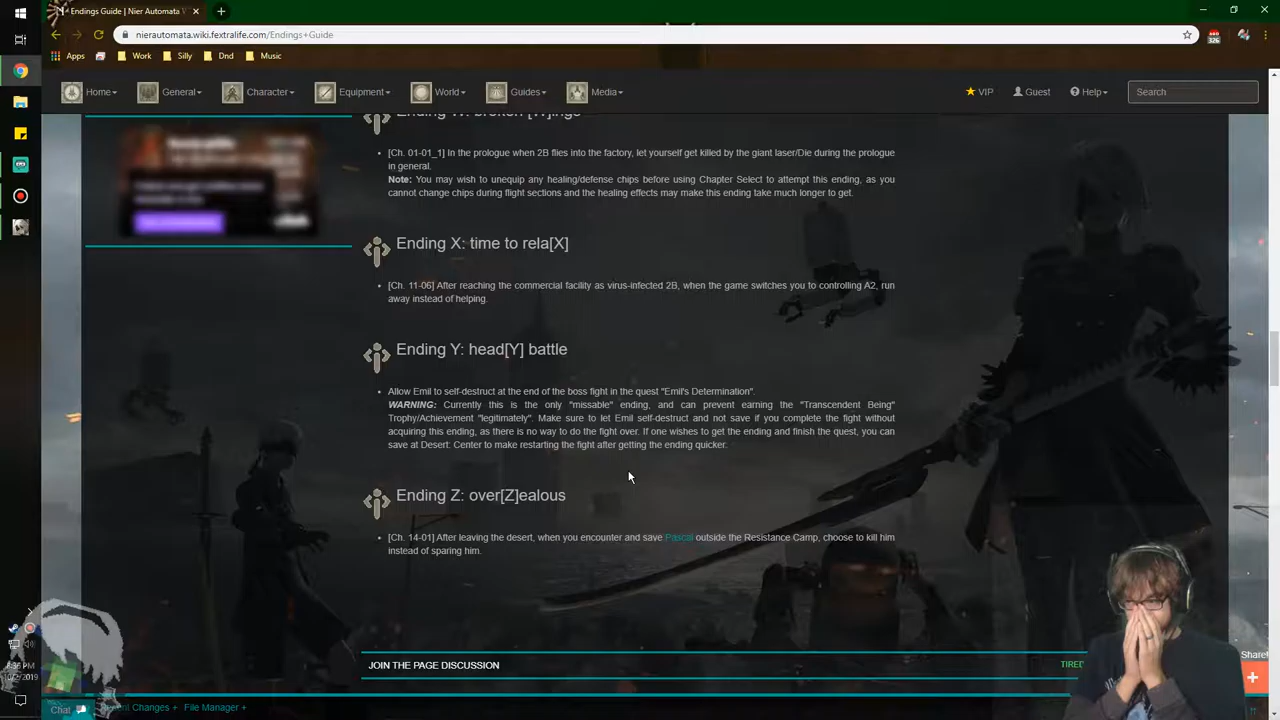 Endings Guide | Nier Automata
nierautomata.wiki.fextralife.com/Endings+Guide
Apps Work Silly Dnd Music
Home General Character Equipment World Guides Media VIP Guest Help Search
[Ch. 01-01_1] In the prologue when 2B flies into the factory, let yourself get killed by the giant laser/Die during the prologue
in general.
Note: You may wish to unequip any healing/defense chips before using Chapter Select to attempt this ending, as you
cannot change chips during flight sections and the healing effects may make this ending take much longer to get.
Ending X: time to rela[X]
[Ch. 11-06] After reaching the commercial facility as virus-infected 2B, when the game switches you to controlling A2, run
away instead of helping.
Ending Y: head[Y] battle
Allow Emil to self-destruct at the end of the boss fight in the quest "Emil's Determination".
WARNING: Currently this is the only "missable" ending, and can prevent earning the "Transcendent Being"
Trophy/Achievement "legitimately". Make sure to let Emil self-destruct and not save if you complete the fight without
acquiring this ending, as there is no way to do the fight over. If one wishes to get the ending and finish the quest, you can
save at Desert: Center to make restarting the fight after getting the ending quicker.
Ending Z: over[Z]ealous
[Ch. 14-01] After leaving the desert, when you encounter and save Pascal outside the Resistance Camp, choose to kill him
instead of sparing him.
Share!
JOIN THE PAGE DISCUSSION
Chat
Changes + File Manager +